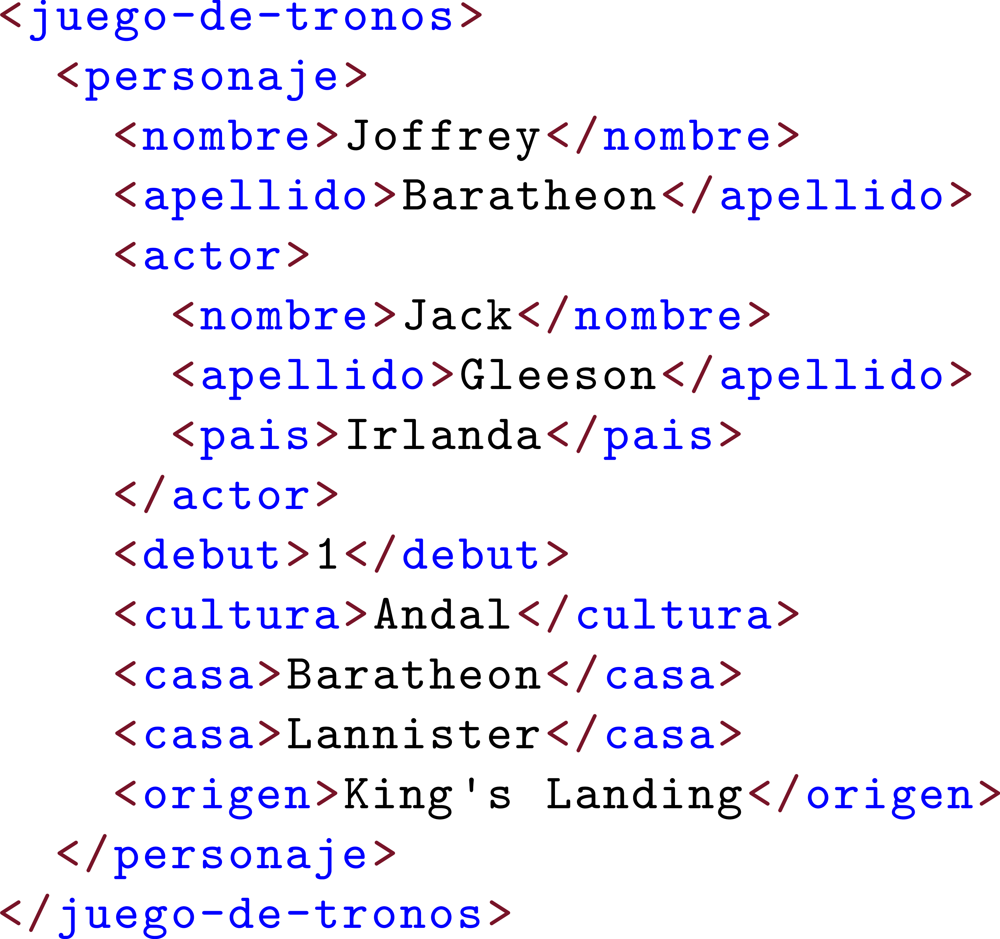 <juego-de-tronos>
  <personaje>
    <nombre>Joffrey</nombre>
    <apellido>Baratheon</apellido>
    <actor>
      <nombre>Jack</nombre>
      <apellido>Gleeson</apellido>
      <pais>Irlanda</pais>
    </actor>
    <debut>1</debut>
    <cultura>Andal</cultura>
    <casa>Baratheon</casa>
    <casa>Lannister</casa>
    <origen>King's Landing</origen>
  </personaje>
</juego-de-tronos>